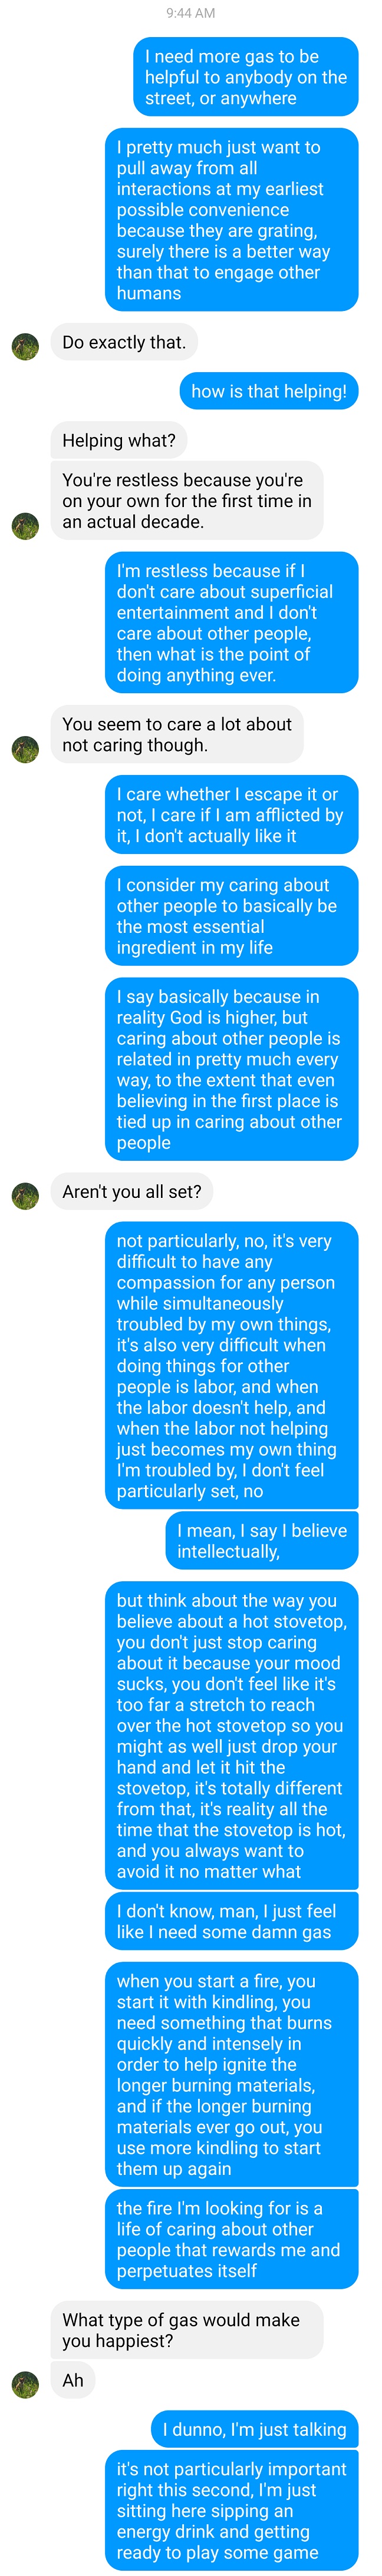 9:44 AM
I need more gas to be
helpful to anybody on the
street, or anywhere
I pretty much just want to
pull away from all
interactions at my earliest
possible convenience
because they are grating,
surely there is a better way
than that to engage other
humans
Do exactly that.
how is that helping!
Helping what?
You're restless because you're
on your own for the first time in
an actual decade.
I'm restless because if I
don't care about superficial
entertainment and I don't
care about other people,
then what is the point of
doing anything ever.
You seem to care a lot about
not caring though.
I care whether I escape it or
not, I care if I am afflicted by
it, I don't actually like it
I consider my caring about
other people to basically be
the most essential
ingredient in my life
I say basically because in
reality God is higher, but
caring about other people is
related in pretty much every
way, to the extent that even
believing in the first place is
tied up in caring about other
people
Aren't you all set?
not particularly, no, it's very
difficult to have any
compassion for any person
while simultaneously
troubled by my own things,
it's also very difficult when
doing things for other
people is labor, and when
the labor doesn't help, and
when the labor not helping
just becomes my own thing
I'm troubled by, I don't feel
particularly set, no
I mean, I say I believe
intellectually,
but think about the way you
believe about a hot stovetop,
you don't just stop caring
about it because your mood
sucks, you don't feel like it's
too far a stretch to reach
over the hot stovetop so you
might as well just drop your
hand and let it hit the
stovetop, it's totally different
from that, it's reality all the
time that the stovetop is hot,
and you always want to
avoid it no matter what
I don't know, man, I just feel
like I need some damn gas
when you start a fire, you
start it with kindling, you
need something that burns
quickly and intensely in
order to help ignite the
longer burning materials,
and if the longer burning
materials ever go out, you
use more kindling to start
them up again
the fire I'm looking for is a
life of caring about other
people that rewards me and
perpetuates itself
What type of gas would make
you happiest?
Ah
I dunno, I'm just talking
it's not particularly important
right this second, I'm just
sitting here sipping an
energy drink and getting
ready to play some game